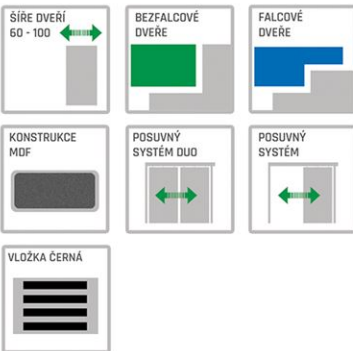 ŠÍŘE DVEŘÍ
60 - 100
BEZFALCOVÉ
DVEŘE
FALCOVÉ
DVEŘE
KONSTRUKCE
MDF
POSUVNÝ
SYSTÉM DUO
POSUVNÝ
SYSTÉM
VLOŽKA ČERNÁ